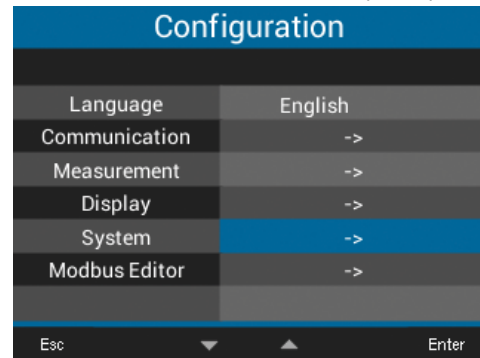 Configuration
Language English
Communication ->
Measurement ->
Display ->
System ->
Modbus Editor ->
Esc Enter